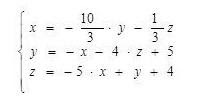 x = - 10/3 · y - 1/3 z
y = - x - 4 · z + 5
z = - 5 · x + y + 4